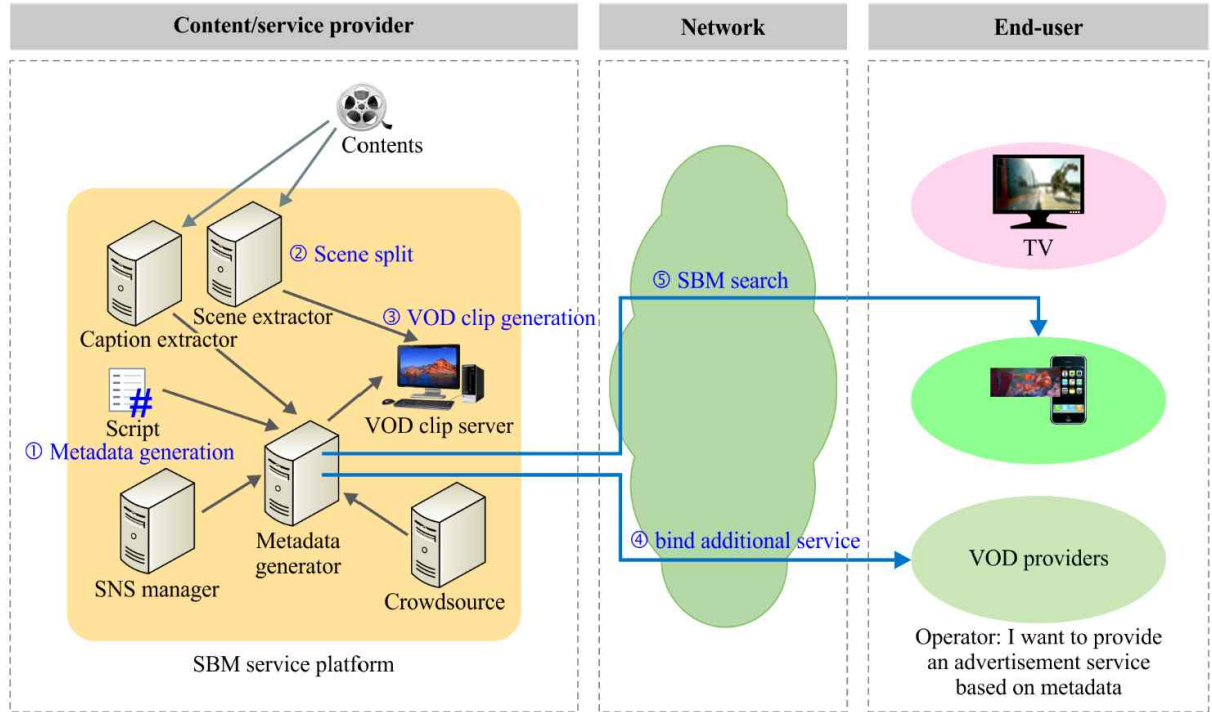 Content/service provider
Network
End-user
Contents
② Scene split
Scene extractor
③ VOD clip generation
Caption extractor
#
Script
VOD clip server
① Metadata generation
Metadata
generator
SNS manager
Crowdsource
SBM service platform
⑤ SBM search
④ bind additional service
TV
VOD providers
Operator: I want to provide
an advertisement service
based on metadata